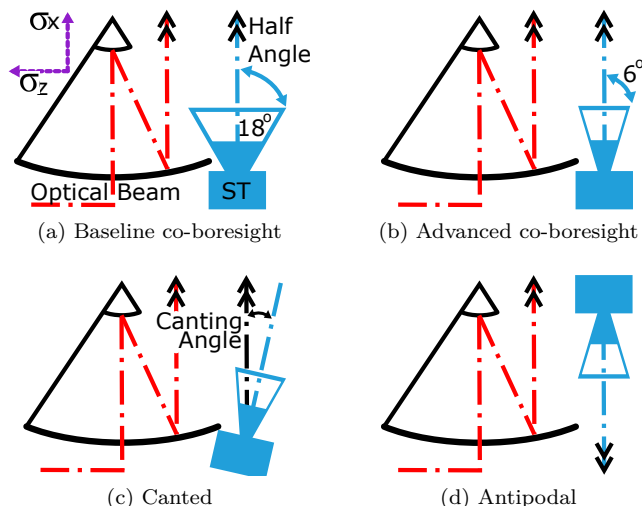 σx
σz
Half
Angle
18°
Optical Beam
ST
(a) Baseline co-boresight
6°
(b) Advanced co-boresight
Canting
Angle
(c) Canted
(d) Antipodal